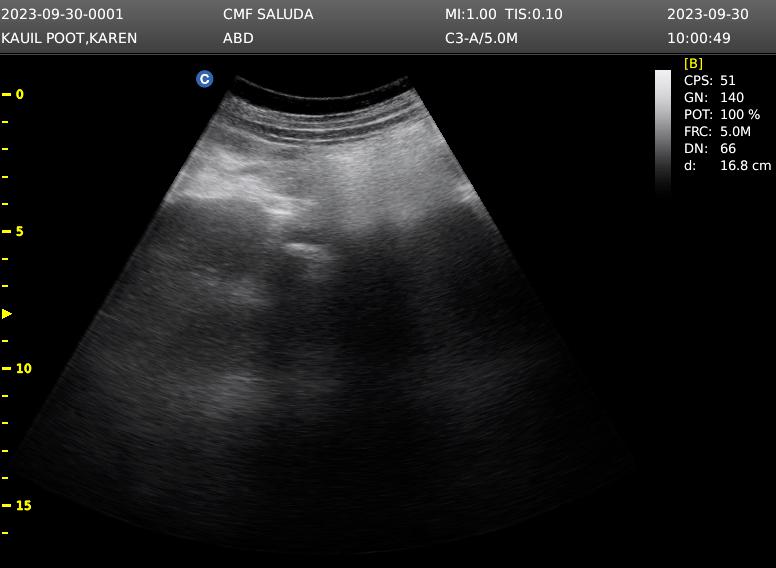 2023-09-30-0001 CMF SALUDA MI:1.00 TIS:0.10 2023-09-30
KAUIL POOT,KAREN ABD C3-A/5.0M 10:00:49
C
[B]
CPS: 51
GN: 140
POT: 100 %
FRC: 5.0M
DN: 66
d: 16.8 cm
0
5
10
15